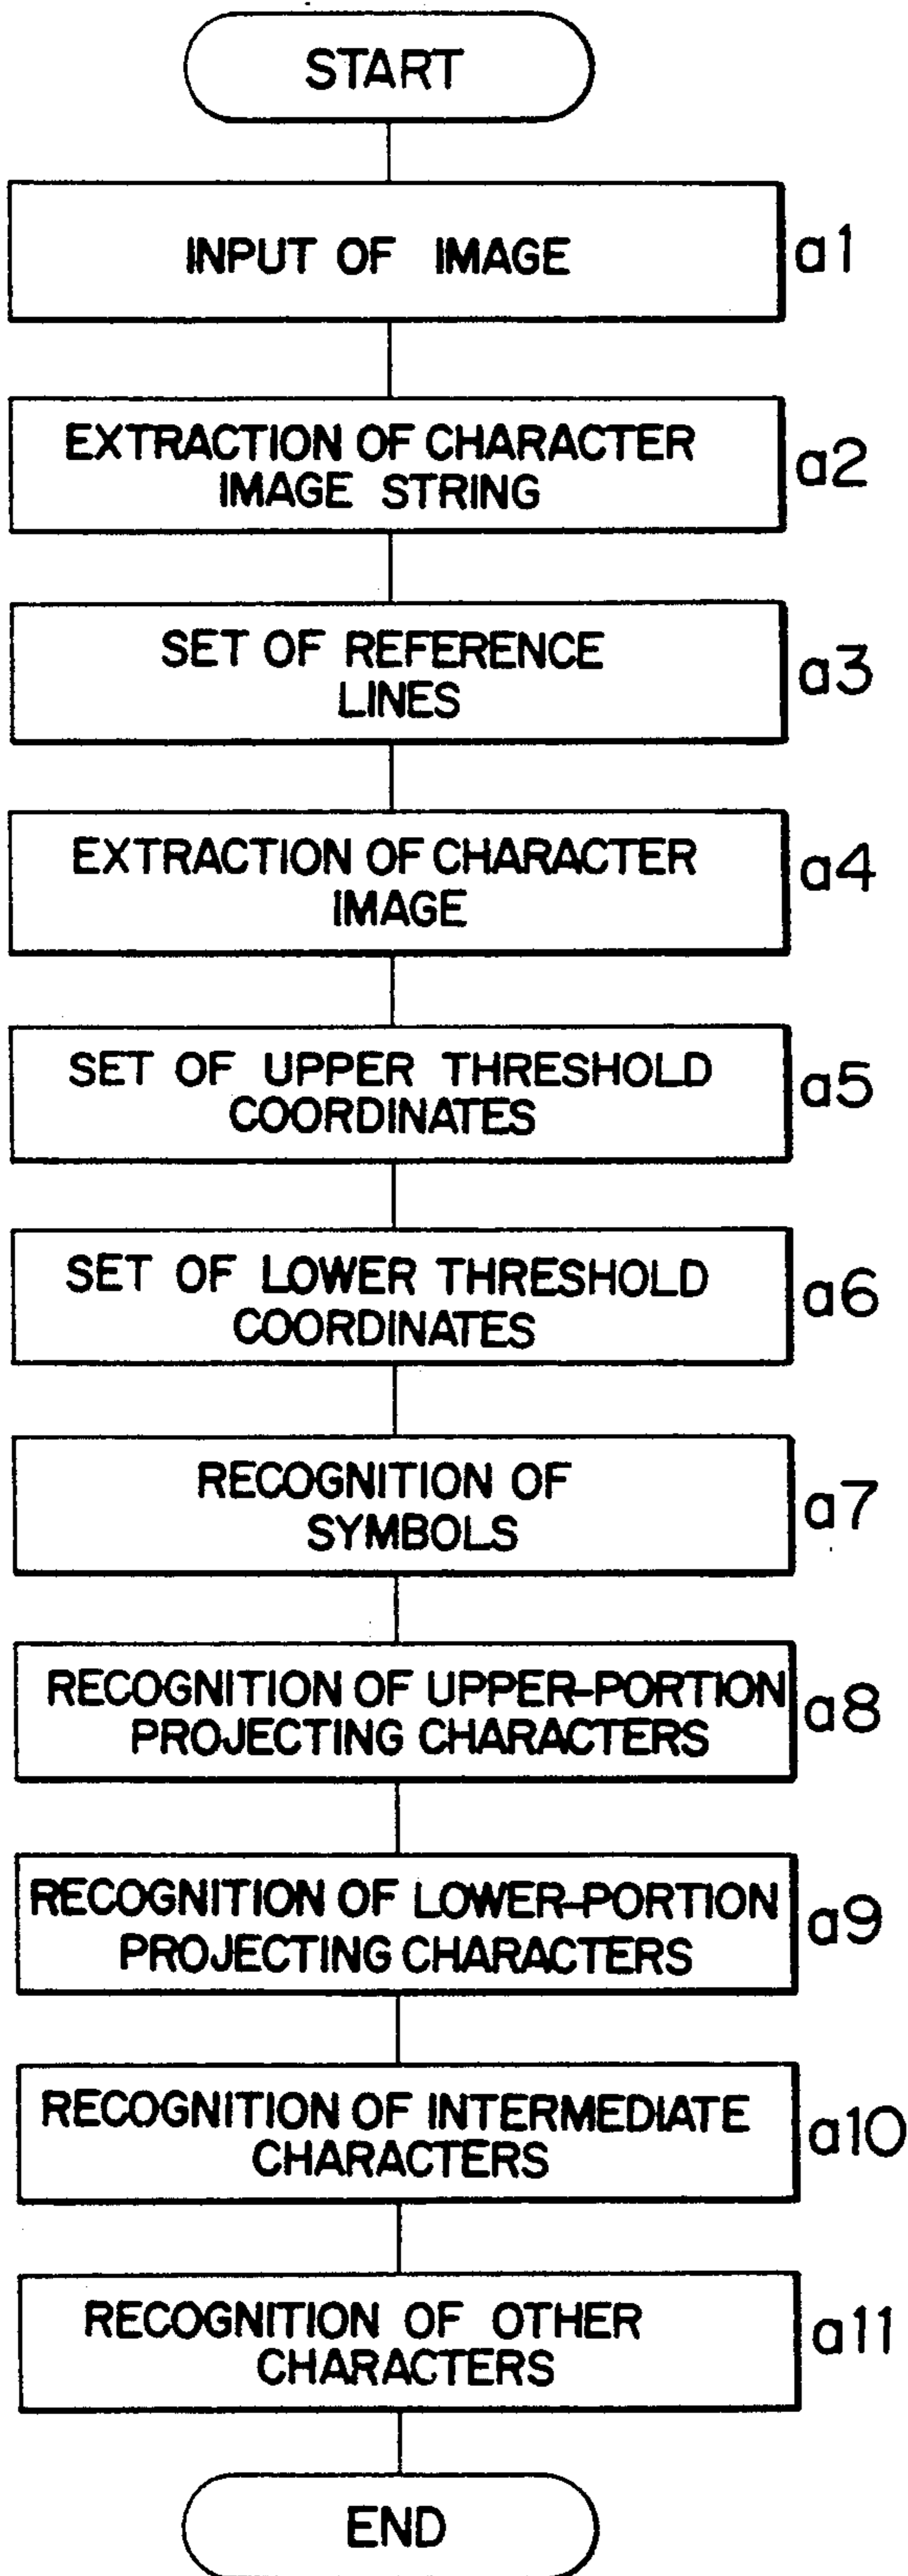 START
INPUT OF IMAGE a1
EXTRACTION OF CHARACTER
IMAGE STRING
a2
SET OF REFERENCE
LINES
a3
EXTRACTION OF CHARACTER
IMAGE
a4
SET OF UPPER THRESHOLD
COORDINATES
a5
SET OF LOWER THRESHOLD
COORDINATES
a6
RECOGNITION OF
SYMBOLS
a7
RECOGNITION OF UPPER-PORTION
PROJECTING CHARACTERS
a8
RECOGNITION OF LOWER-PORTION
PROJECTING CHARACTERS
a9
RECOGNITION OF INTERMEDIATE
CHARACTERS
a10
RECOGNITION OF OTHER
CHARACTERS
a11
END